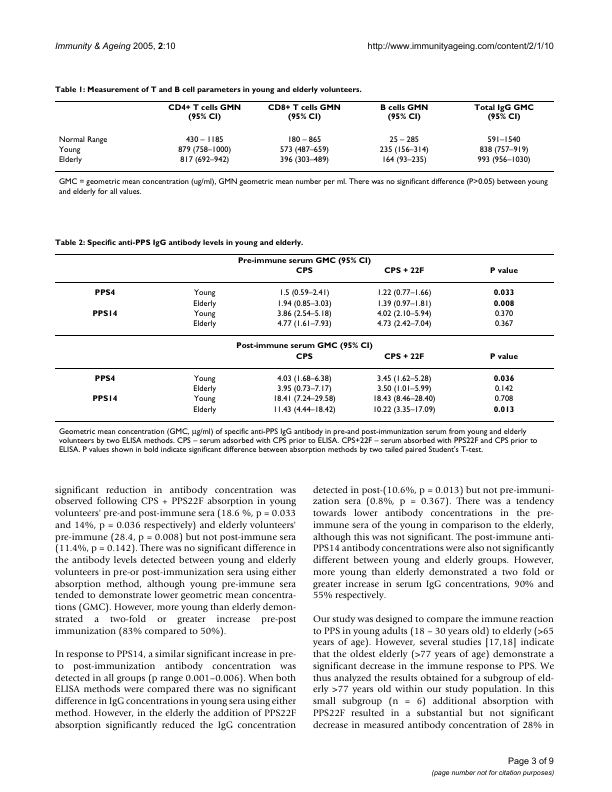 Immunity & Ageing 2005, 2:10
http://www.immunityageing.com/content/2/1/10
Table 1: Measurement of T and B cell parameters in young and elderly volunteers.
CD4+ T cells GMN (95% CI) CD8+ T cells GMN (95% CI) B cells GMN (95% CI) Total IgG GMC (95% CI)
Normal Range 430 – 1185 180 – 865 25 – 285 591–1540
Young 879 (758–1000) 573 (487–659) 235 (156–314) 838 (757–919)
Elderly 817 (692–942) 396 (303–489) 164 (93–235) 993 (956–1030)
GMC = geometric mean concentration (ug/ml), GMN geometric mean number per ml. There was no significant difference (P>0.05) between young
and elderly for all values.
Table 2: Specific anti-PPS IgG antibody levels in young and elderly.
Pre-immune serum GMC (95% CI)
CPS CPS + 22F P value
PPS4 Young 1.5 (0.59–2.41) 1.22 (0.77–1.66) 0.033
Elderly 1.94 (0.85–3.03) 1.39 (0.97–1.81) 0.008
PPS14 Young 3.86 (2.54–5.18) 4.02 (2.10–5.94) 0.370
Elderly 4.77 (1.61–7.93) 4.73 (2.42–7.04) 0.367
Post-immune serum GMC (95% CI)
CPS CPS + 22F P value
PPS4 Young 4.03 (1.68–6.38) 3.45 (1.62–5.28) 0.036
Elderly 3.95 (0.73–7.17) 3.50 (1.01–5.99) 0.142
PPS14 Young 18.41 (7.24–29.58) 18.43 (8.46–28.40) 0.708
Elderly 11.43 (4.44–18.42) 10.22 (3.35–17.09) 0.013
Geometric mean concentration (GMC, μg/ml) of specific anti-PPS IgG antibody in pre-and post-immunization serum from young and elderly
volunteers by two ELISA methods. CPS – serum adsorbed with CPS prior to ELISA. CPS+22F – serum absorbed with PPS22F and CPS prior to
ELISA. P values shown in bold indicate significant difference between absorption methods by two tailed paired Student's T-test.
significant reduction in antibody concentration was
observed following CPS + PPS22F absorption in young
volunteers' pre-and post-immune sera (18.6 %, p = 0.033
and 14%, p = 0.036 respectively) and elderly volunteers'
pre-immune (28.4, p = 0.008) but not post-immune sera
(11.4%, p = 0.142). There was no significant difference in
the antibody levels detected between young and elderly
volunteers in pre-or post-immunization sera using either
absorption method, although young pre-immune sera
tended to demonstrate lower geometric mean concentra-
tions (GMC). However, more young than elderly demon-
strated a two-fold or greater increase pre-post
immunization (83% compared to 50%).
In response to PPS14, a similar significant increase in pre-
to post-immunization antibody concentration was
detected in all groups (p range 0.001–0.006). When both
ELISA methods were compared there was no significant
difference in IgG concentrations in young sera using either
method. However, in the elderly the addition of PPS22F
absorption significantly reduced the IgG concentration
detected in post-(10.6%, p = 0.013) but not pre-immuni-
zation sera (0.8%, p = 0.367). There was a tendency
towards lower antibody concentrations in the pre-
immune sera of the young in comparison to the elderly,
although this was not significant. The post-immune anti-
PPS14 antibody concentrations were also not significantly
different between young and elderly groups. However,
more young than elderly demonstrated a two fold or
greater increase in serum IgG concentrations, 90% and
55% respectively.
Our study was designed to compare the immune reaction
to PPS in young adults (18 – 30 years old) to elderly (>65
years of age). However, several studies [17,18] indicate
that the oldest elderly (>77 years of age) demonstrate a
significant decrease in the immune response to PPS. We
thus analyzed the results obtained for a subgroup of eld-
erly >77 years old within our study population. In this
small subgroup (n = 6) additional absorption with
PPS22F resulted in a substantial but not significant
decrease in measured antibody concentration of 28% in
Page 3 of 9
(page number not for citation purposes)